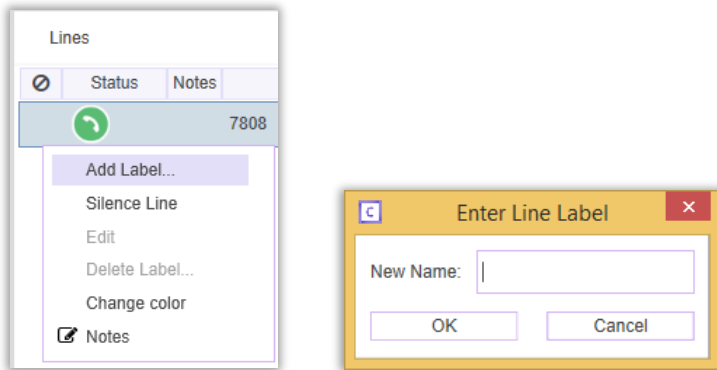 Lines
Status Notes
7808
Add Label...
Silence Line
Edit
Delete Label...
Change color
Notes
C Enter Line Label
New Name:
OK Cancel